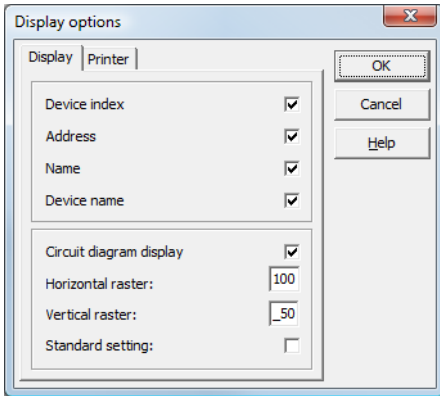 Display options
Display Printer
OK
Device index
Cancel
Address
Help
Name
Device name
Circuit diagram display
Horizontal raster: 100
Vertical raster: _50
Standard setting: